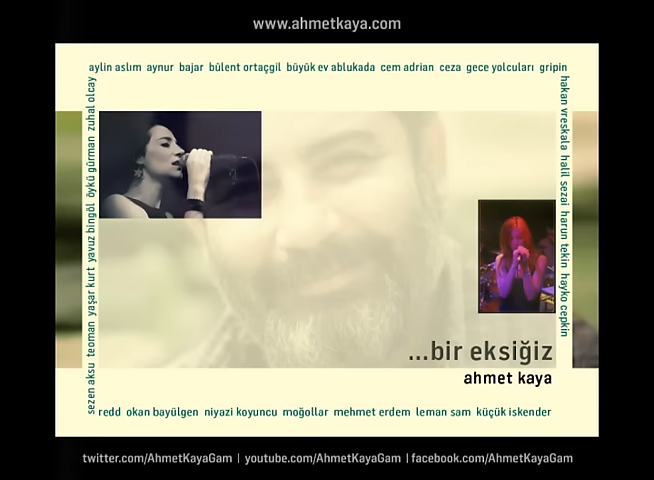 www.ahmetkaya.com
aylin aslım aynur bajar bülent ortaçgil büyük ev ablukada cem adrian ceza gece yolcuları gripin
hakan vreskala halil sezai harun tekin hayko cepkin
sezen aksu teoman yaşar kurt yavuz bingöl öykü gürman zuhal olcay
...bir eksiğiz
ahmet kaya
redd okan bayülgen niyazi koyuncu moğollar mehmet erdem leman sam küçük iskender
twitter.com/AhmetKayaGam | youtube.com/AhmetKayaGam | facebook.com/AhmetKayaGam